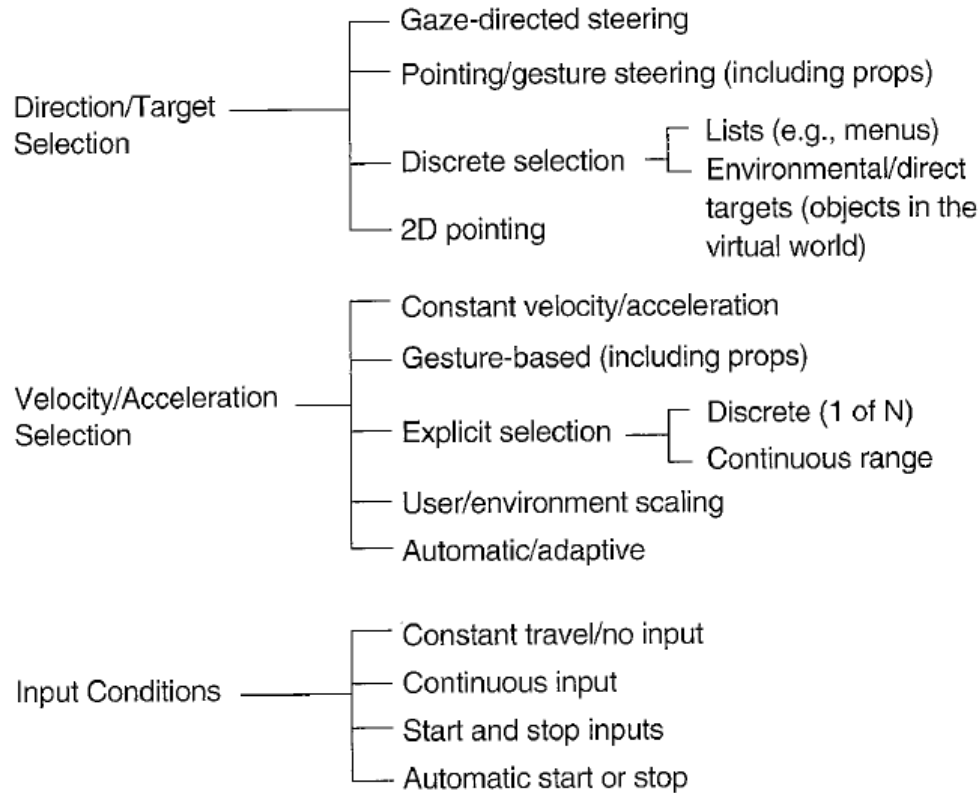 Gaze-directed steering
Pointing/gesture steering (including props)
Direction/Target
Selection
Discrete selection
Lists (e.g., menus)
Environmental/direct
targets (objects in the
virtual world)
2D pointing
Constant velocity/acceleration
Gesture-based (including props)
Velocity/Acceleration
Selection
Explicit selection
Discrete (1 of N)
Continuous range
User/environment scaling
Automatic/adaptive
Constant travel/no input
Input Conditions
Continuous input
Start and stop inputs
Automatic start or stop